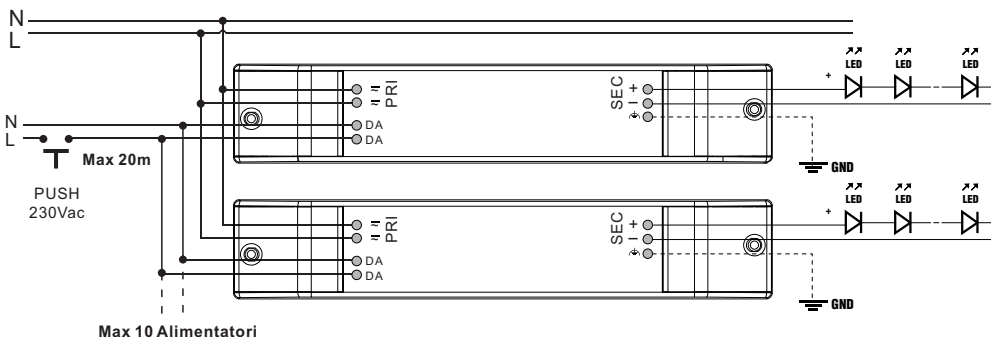 N
L
N
L
Max 20m
PUSH
230Vac
PRI
DA
DA
SEC
+
−
+
LED
LED
LED
GND
PRI
DA
DA
SEC
+
−
+
LED
LED
LED
GND
Max 10 Alimentatori